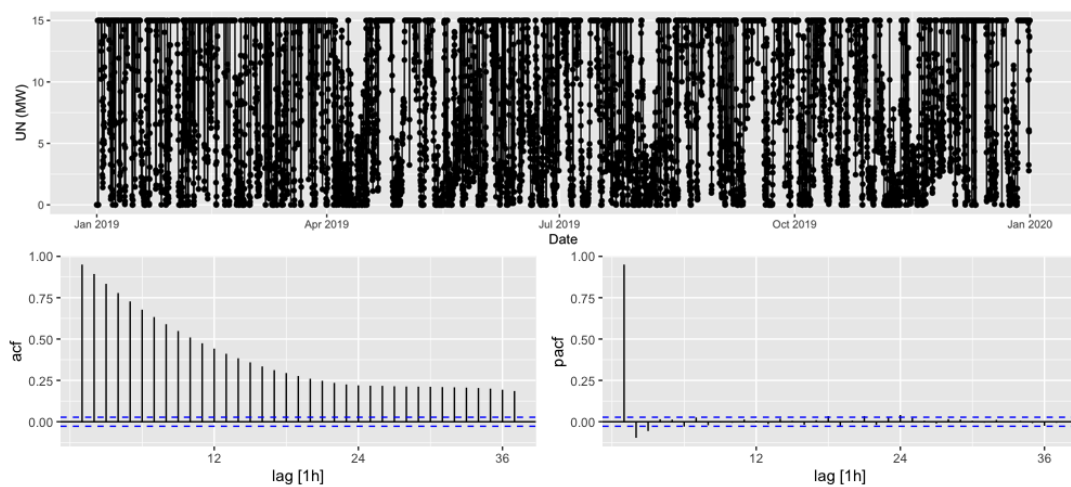 15
10
5
0
UN (MW)
Jan 2019
Apr 2019
Jul 2019
Oct 2019
Jan 2020
Date
1.00
0.75
0.50
0.25
0.00
acf
12
24
36
lag [1h]
1.00
0.75
0.50
0.25
0.00
pacf
12
24
36
lag [1h]